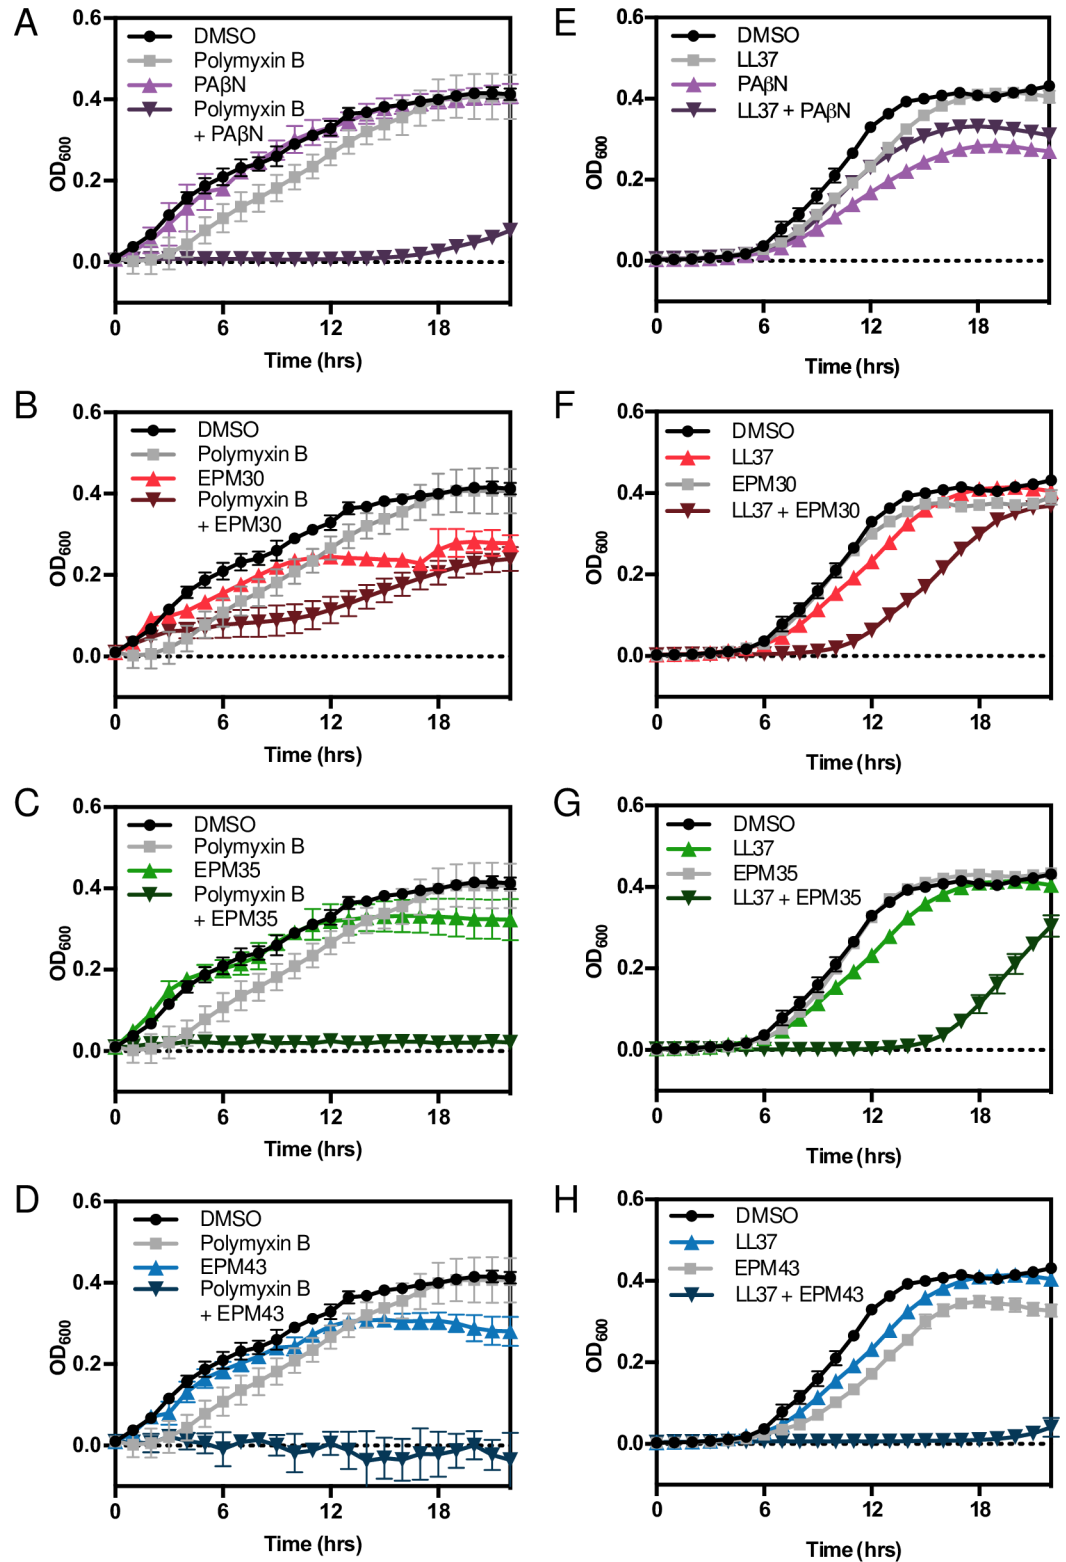 A
0.6
0.4
0.2
0.0
OD600
DMSO
Polymyxin B
PAβN
Polymyxin B
+ PAβN
0 6 12 18
Time (hrs)
E
0.6
0.4
0.2
0.0
OD600
DMSO
LL37
PAβN
LL37 + PAβN
0 6 12 18
Time (hrs)
B
0.6
0.4
0.2
0.0
OD600
DMSO
Polymyxin B
EPM30
Polymyxin B
+ EPM30
0 6 12 18
Time (hrs)
F
0.6
0.4
0.2
0.0
OD600
DMSO
LL37
EPM30
LL37 + EPM30
0 6 12 18
Time (hrs)
C
0.6
0.4
0.2
0.0
OD600
DMSO
Polymyxin B
EPM35
Polymyxin B
+ EPM35
0 6 12 18
Time (hrs)
G
0.6
0.4
0.2
0.0
OD600
DMSO
LL37
EPM35
LL37 + EPM35
0 6 12 18
Time (hrs)
D
0.6
0.4
0.2
0.0
OD600
DMSO
Polymyxin B
EPM43
Polymyxin B
+ EPM43
0 6 12 18
Time (hrs)
H
0.6
0.4
0.2
0.0
OD600
DMSO
LL37
EPM43
LL37 + EPM43
0 6 12 18
Time (hrs)